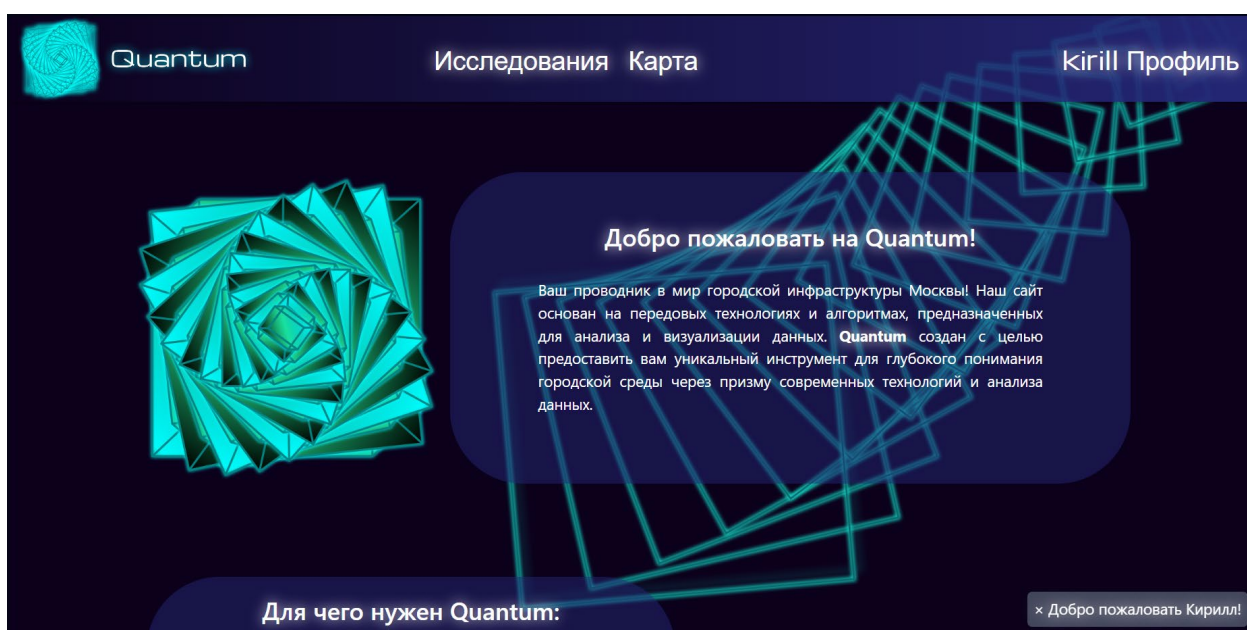 Quantum
Исследования Карта
kirill Профиль
Добро пожаловать на Quantum!
Ваш проводник в мир городской инфраструктуры Москвы! Наш сайт
основан на передовых технологиях и алгоритмах, предназначенных
для анализа и визуализации данных. Quantum создан с целью
предоставить вам уникальный инструмент для глубокого понимания
городской среды через призму современных технологий и анализа
данных.
Для чего нужен Quantum:
× Добро пожаловать Кирилл!